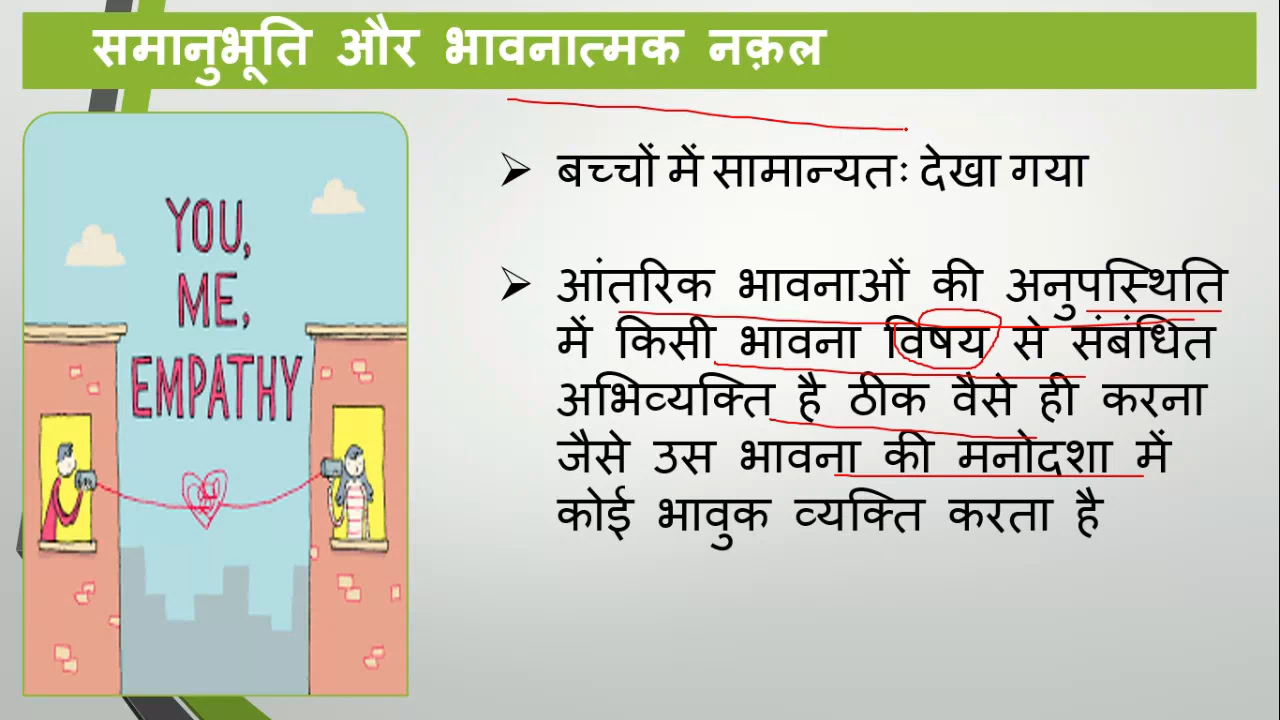 समानुभूति और भावनात्मक नक़ल
YOU,
ME,
EMPATHY
बच्चों में सामान्यतः देखा गया
आंतरिक भावनाओं की अनुपस्थिति
में किसी भावना विषय से संबंधित
अभिव्यक्ति है ठीक वैसे ही करना
जैसे उस भावना की मनोदशा में
कोई भावुक व्यक्ति करता है